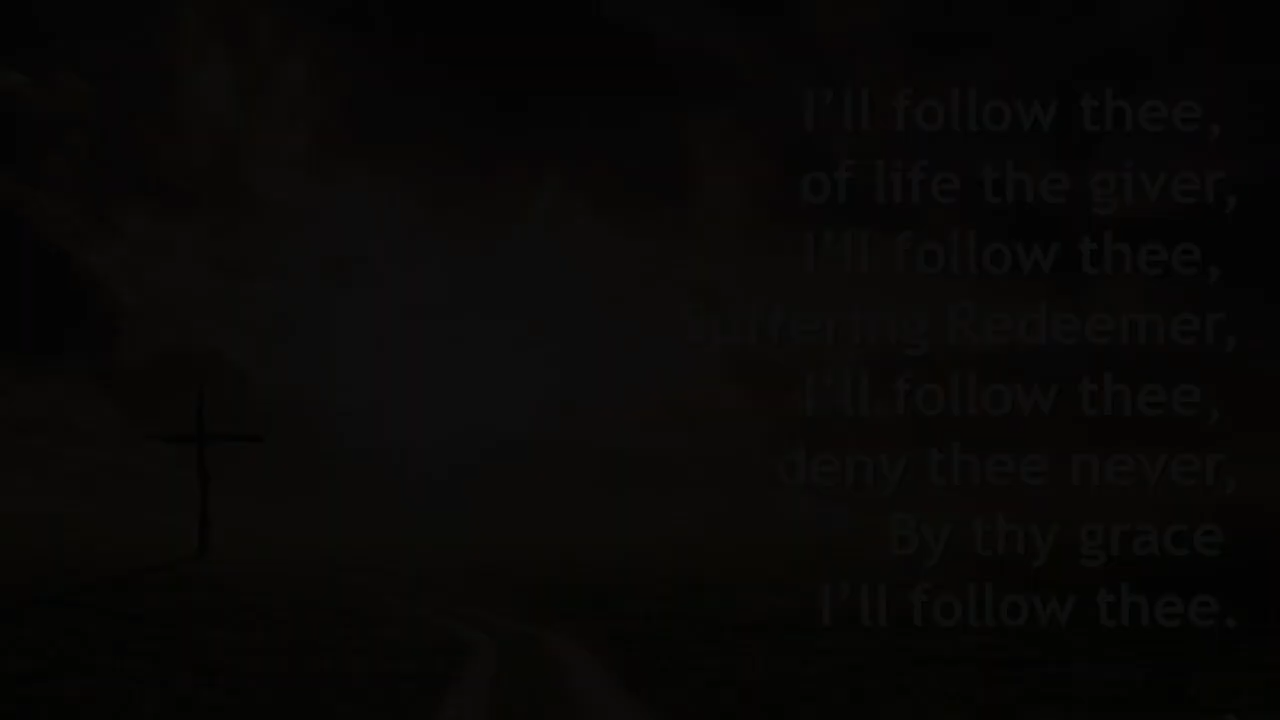 I'll follow thee,
of life the giver,
I'll follow thee,
Suffering Redeemer,
I'll follow thee,
deny thee never,
By thy grace
I'll follow thee.